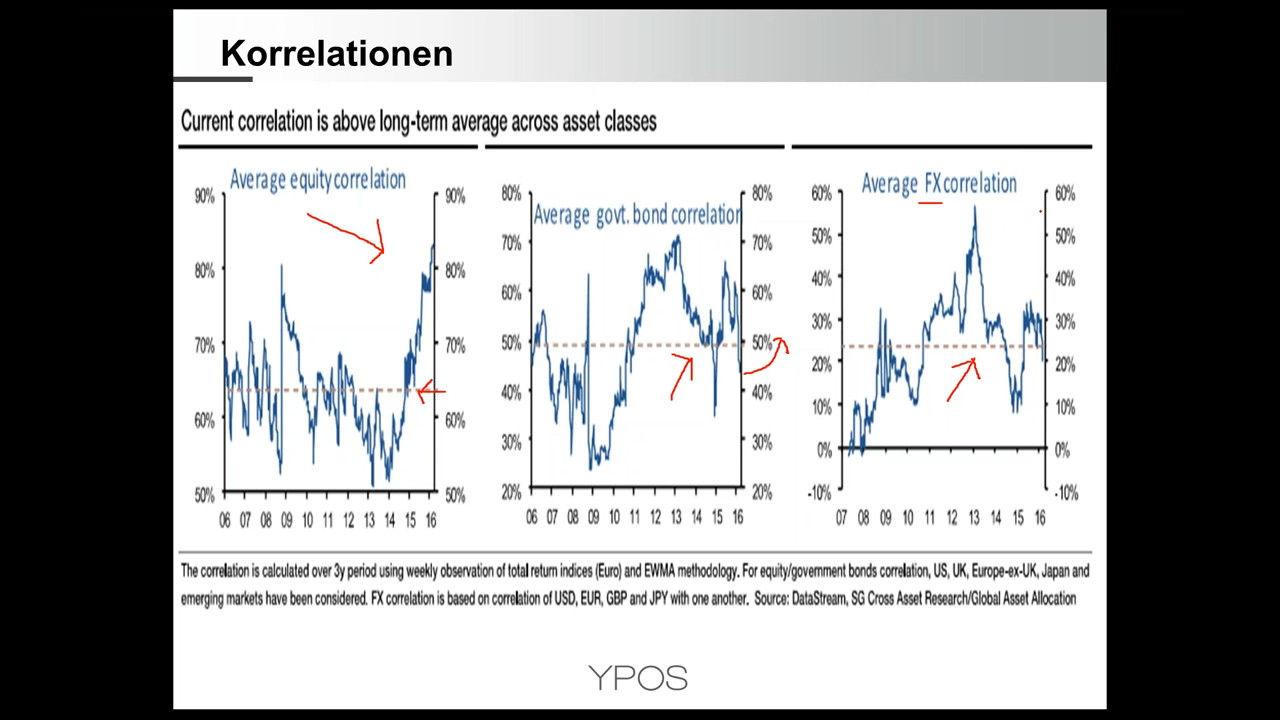 Korrelationen
Current correlation is above long-term average across asset classes
Average equity correlation
90% 90%
80% 80%
70% 70%
60% 60%
50% 50%
06 07 08 09 10 11 12 13 14 15 16
Average govt. bond correlation
80% 80%
70% 70%
60% 60%
50% 50%
40% 40%
30% 30%
20% 20%
06 07 08 09 10 11 12 13 14 15 16
Average FX correlation
60% 60%
50% 50%
40% 40%
30% 30%
20% 20%
10% 10%
0% 0%
-10% -10%
07 08 09 10 11 12 13 14 15 16
The correlation is calculated over 3y period using weekly observation of total return indices (Euro) and EWMA methodology. For equity/government bonds correlation, US, UK, Europe-ex-UK, Japan and
emerging markets have been considered. FX correlation is based on correlation of USD, EUR, GBP and JPY with one another. Source: DataStream, SG Cross Asset Research/Global Asset Allocation
YPOS